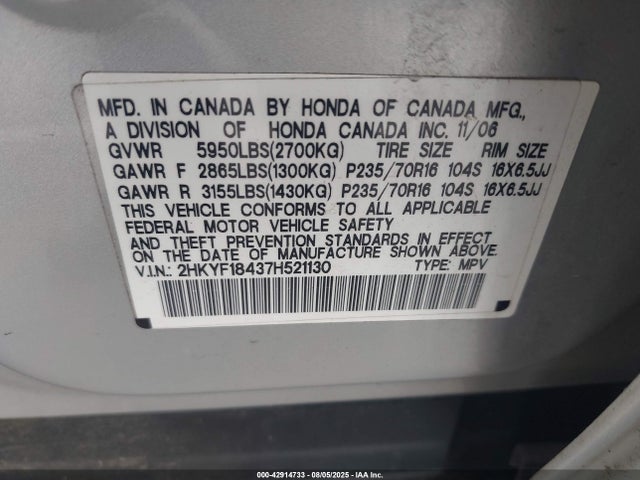 MFD. IN CANADA BY HONDA OF CANADA MFG.,
A DIVISION OF HONDA CANADA INC. 11/06
GVWR 5950LBS(2700KG) TIRE SIZE RIM SIZE
GAWR F 2865LBS(1300KG) P235/70R16 104S 16X6.5JJ
GAWR R 3155LBS(1430KG) P235/70R16 104S 16X6.5JJ
THIS VEHICLE CONFORMS TO ALL APPLICABLE
FEDERAL MOTOR VEHICLE SAFETY
AND THEFT PREVENTION STANDARDS IN EFFECT
ON THE DATE OF MANUFACTURE SHOWN ABOVE.
V.I.N.: 2HKYF18437H521130 TYPE: MPV
000-42914733 - 08/05/2025 - IAA Inc.